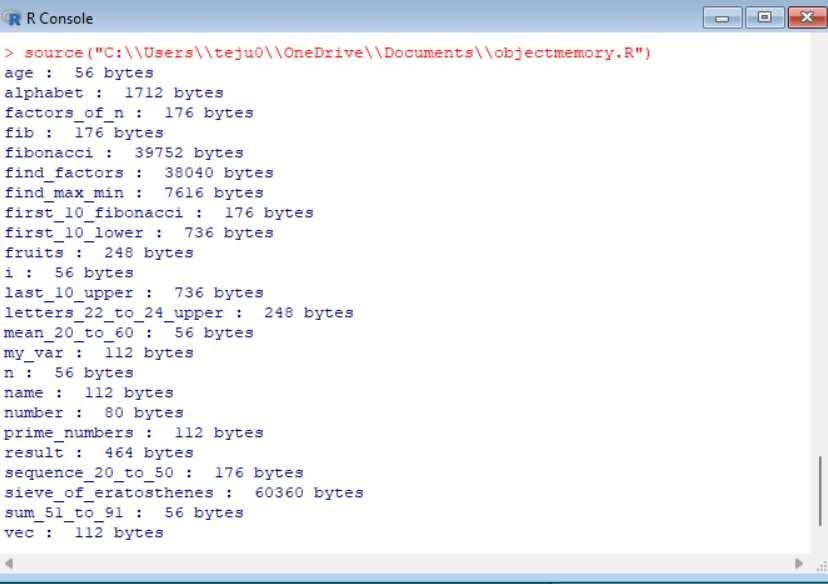 R Console
> source("C:\\Users\\teju0\\OneDrive\\Documents\\objectmemory.R")
age :  56 bytes
alphabet :  1712 bytes
factors_of_n :  176 bytes
fib :  176 bytes
fibonacci :  39752 bytes
find_factors :  38040 bytes
find_max_min :  7616 bytes
first_10_fibonacci :  176 bytes
first_10_lower :  736 bytes
fruits :  248 bytes
i :  56 bytes
last_10_upper :  736 bytes
letters_22_to_24_upper :  248 bytes
mean_20_to_60 :  56 bytes
my_var :  112 bytes
n :  56 bytes
name :  112 bytes
number :  80 bytes
prime_numbers :  112 bytes
result :  464 bytes
sequence_20_to_50 :  176 bytes
sieve_of_eratosthenes :  60360 bytes
sum_51_to_91 :  56 bytes
vec :  112 bytes